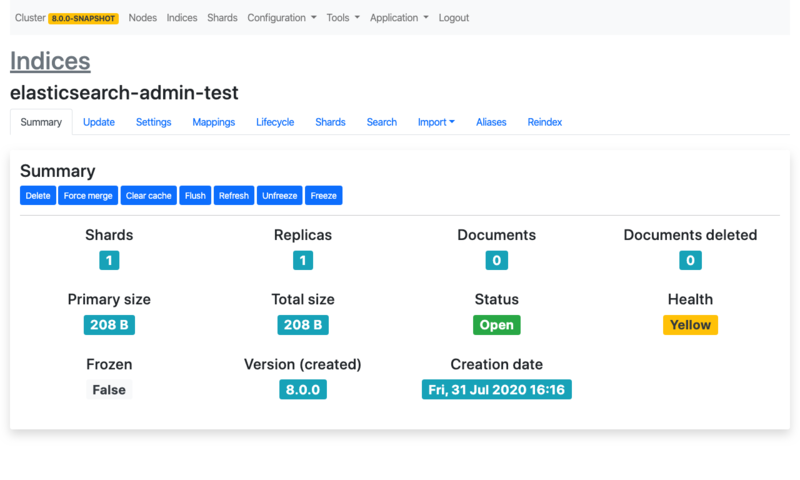 Cluster 8.0.0-SNAPSHOT Nodes Indices Shards Configuration Tools Application Logout
Indices
elasticsearch-admin-test
Summary Update Settings Mappings Lifecycle Shards Search Import Aliases Reindex
Summary
Delete Force merge Clear cache Flush Refresh Unfreeze Freeze
Shards Replicas Documents Documents deleted
1 1 0 0
Primary size Total size Status Health
208 B 208 B Open Yellow
Frozen Version (created) Creation date
False 8.0.0 Fri, 31 Jul 2020 16:16